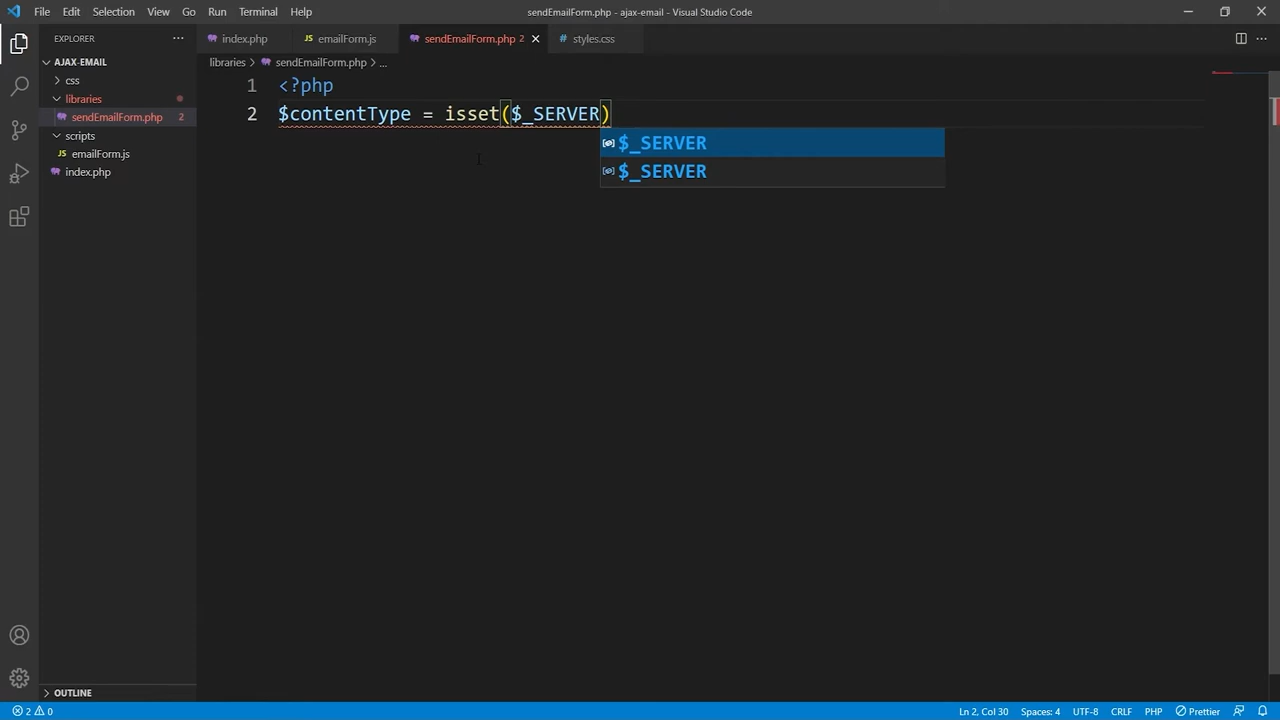 File Edit Selection View Go Run Terminal Help
sendEmailForm.php - ajax-email - Visual Studio Code
EXPLORER
index.php
JS emailForm.js
sendEmailForm.php 2
# styles.css
AJAX-EMAIL
libraries > sendEmailForm.php > ...
css
libraries
sendEmailForm.php 2
scripts
JS emailForm.js
index.php
1 <?php
2 $contentType = isset($_SERVER)
$_SERVER
$_SERVER
OUTLINE
2 0
Ln 2, Col 30 Spaces: 4 UTF-8 CRLF PHP Prettier